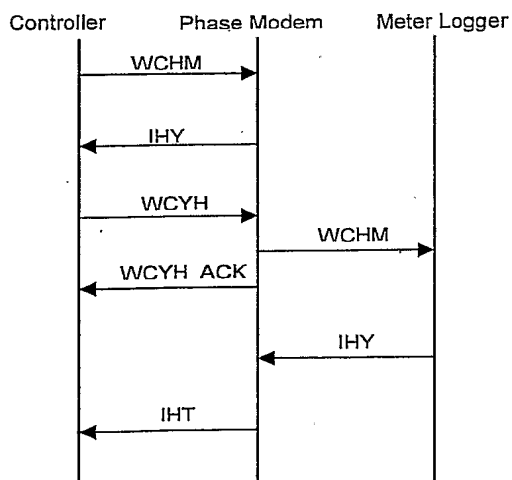 Controller Phase Modem Meter Logger
WCHM
IHY
WCYH
WCHM
WCYH ACK
IHY
IHT